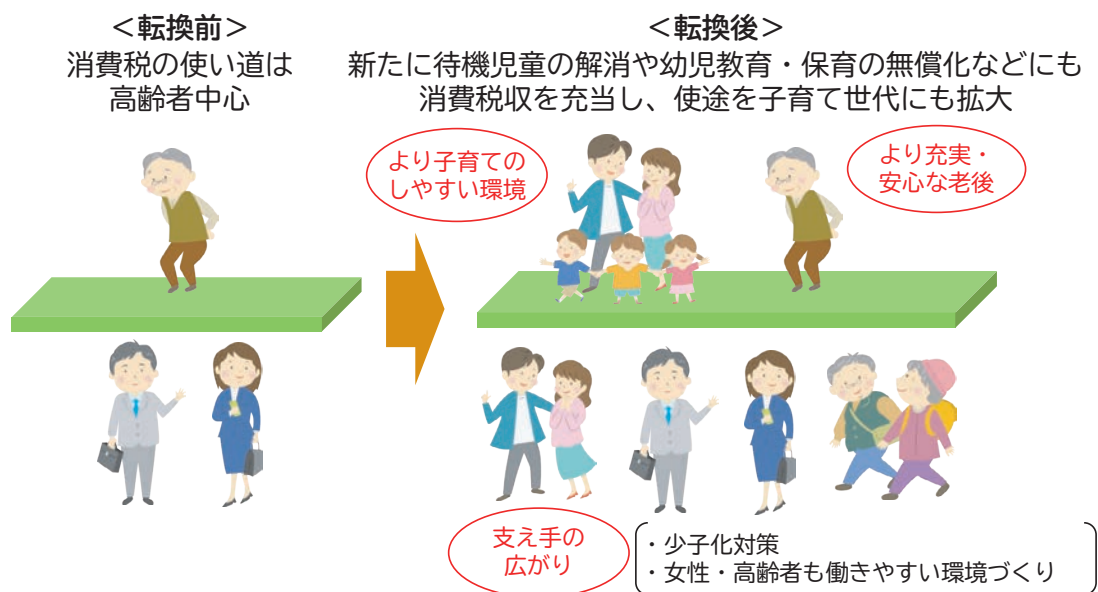 ＜転換前＞
消費税の使い道は
高齢者中心
＜転換後＞
新たに待機児童の解消や幼児教育・保育の無償化などにも
消費税収を充当し、使途を子育て世代にも拡大
より子育ての
しやすい環境
より充実・
安心な老後
支え手の
広がり
・少子化対策
・女性・高齢者も働きやすい環境づくり